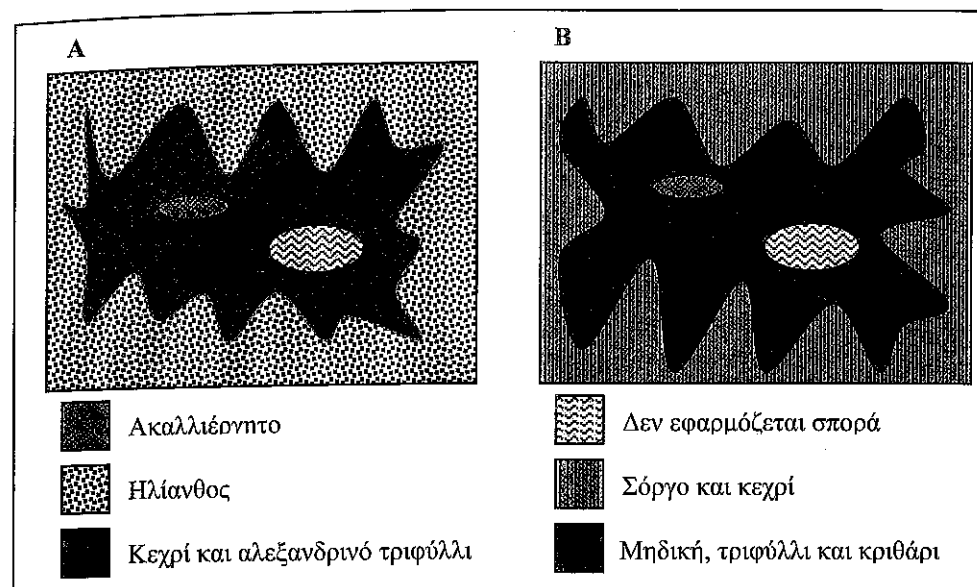 A
B
Ακαλλιέργητο
Ηλίανθος
Κεχρί και αλεξανδρινό τριφύλλι
Δεν εφαρμόζεται σπορά
Σόργο και κεχρί
Μηδική, τριφύλλι και κριθάρι